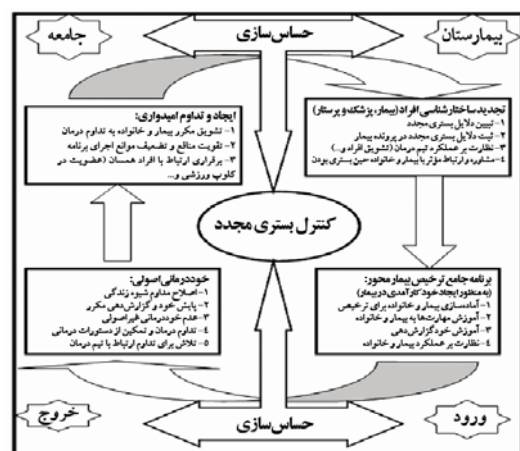 بیمارستان
حساس‌سازی
جامعه
تجدید ساختارشناسی افراد (بیمار، پزشک و پرستار)
۱- تبیین دلایل بستری مجدد
۲- ثبت دلایل بستری مجدد در پرونده بیمار
۳- نظارت بر عملکرد تیم درمان (تشویق افراد و...)
۴- مشاوره و ارتباط مؤثر با بیمار و خانواده حین بستری بودن
ایجاد و تداوم امیدواری:
۱- تشویق مکرر بیمار و خانواده به تداوم درمان
۲- تقویت منافع و تضعیف موانع اجرای برنامه
۳- برقراری ارتباط با افراد همسان (عضویت در
کلوپ ورزشی و...
کنترل بستری مجدد
برنامه جامع ترخیص بیمار محور:
(به منظور ایجاد خودکارآمدی در بیمار)
۱- آماده‌سازی بیمار و خانواده برای ترخیص
۲- آموزش مهارت‌ها به بیمار و خانواده
۳- آموزش خودگزارش‌دهی
۴- نظارت بر عملکرد بیمار و خانواده
خوددرمانی اصولی:
۱- اصلاح مداوم شیوه زندگی
۲- پایش خود و گزارش‌دهی مکرر
۳- عدم خوددرمانی غیراصولی
۴- تداوم درمان و تمکین از دستورات درمانی
۵- تلاش برای تداوم ارتباط با تیم درمان
ورود
حساس‌سازی
خروج